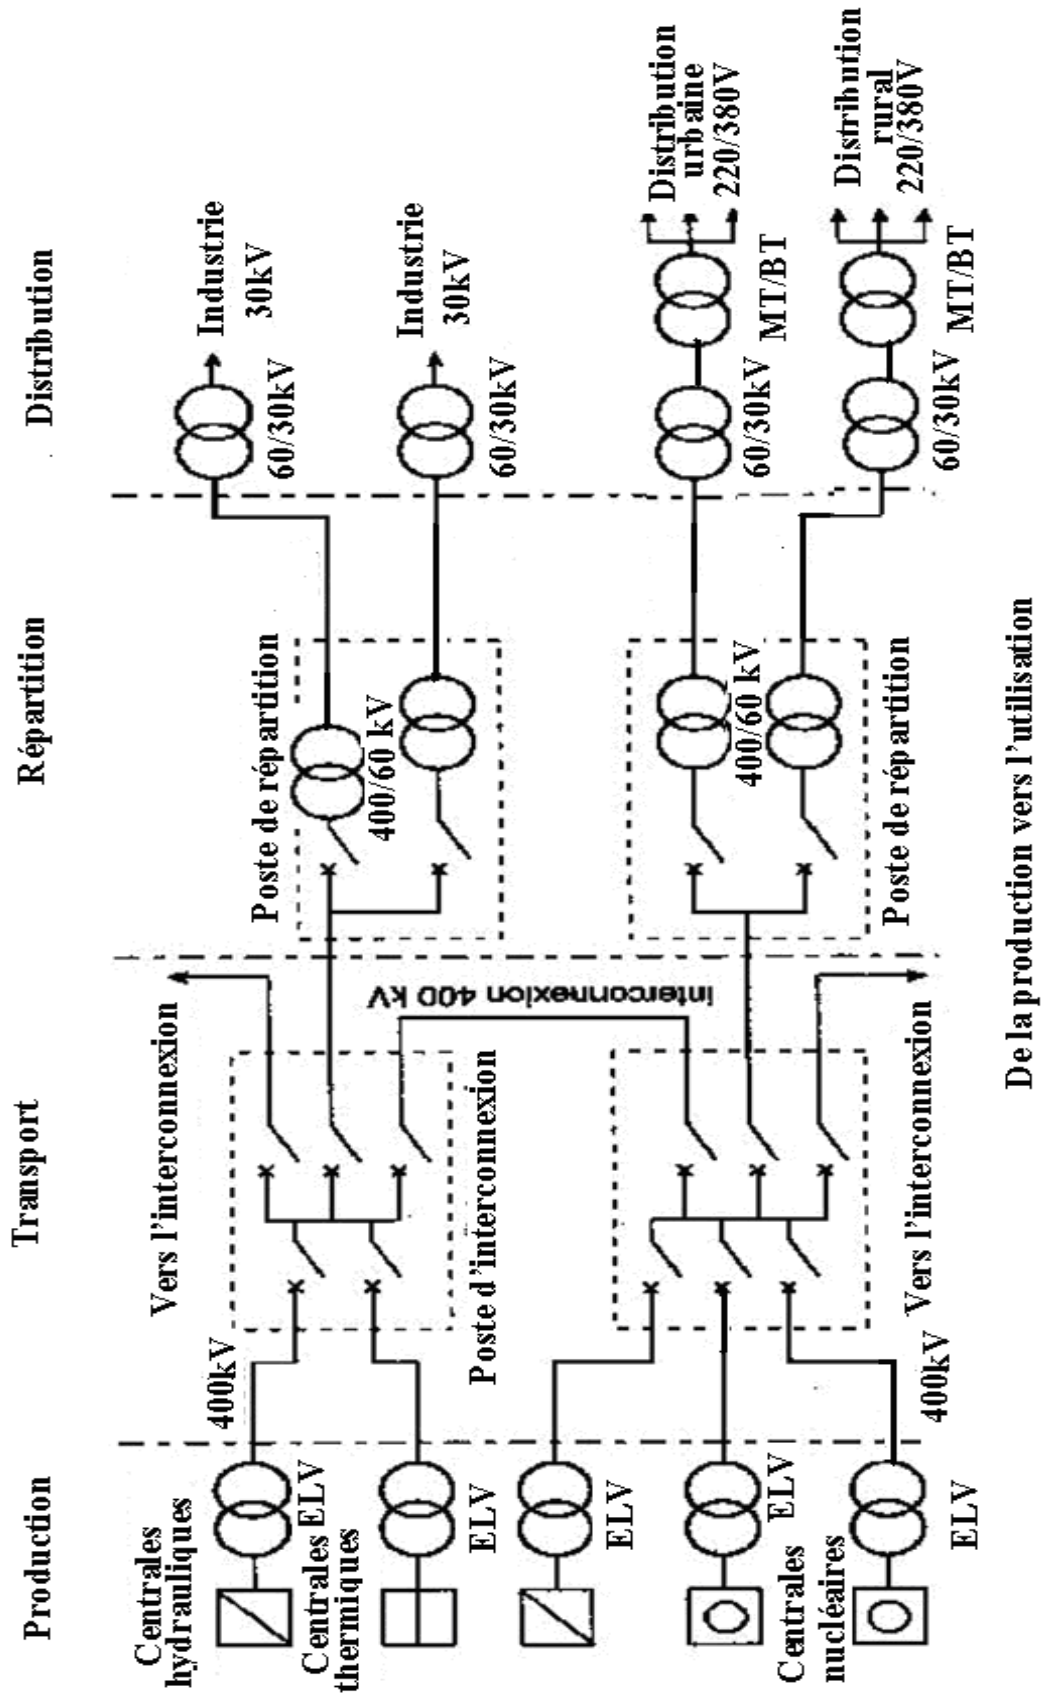 Production
Transport
Répartition
Distribution
Centrales
hydrauliques
ELV
400kV
Vers l'interconnexion
Centrales
thermiques
ELV
Poste d'interconnexion
Poste de répartition
400/60 kV
60/30kV
Industrie
30kV
60/30kV
Industrie
30kV
interconnexion 400 kV
ELV
ELV
Centrales
nucléaires
ELV
400kV
Vers l'interconnexion
400/60 kV
Poste de répartition
60/30kV
MT/BT
Distribution
urbaine
220/380V
60/30kV
MT/BT
Distribution
rural
220/380V
De la production vers l'utilisation